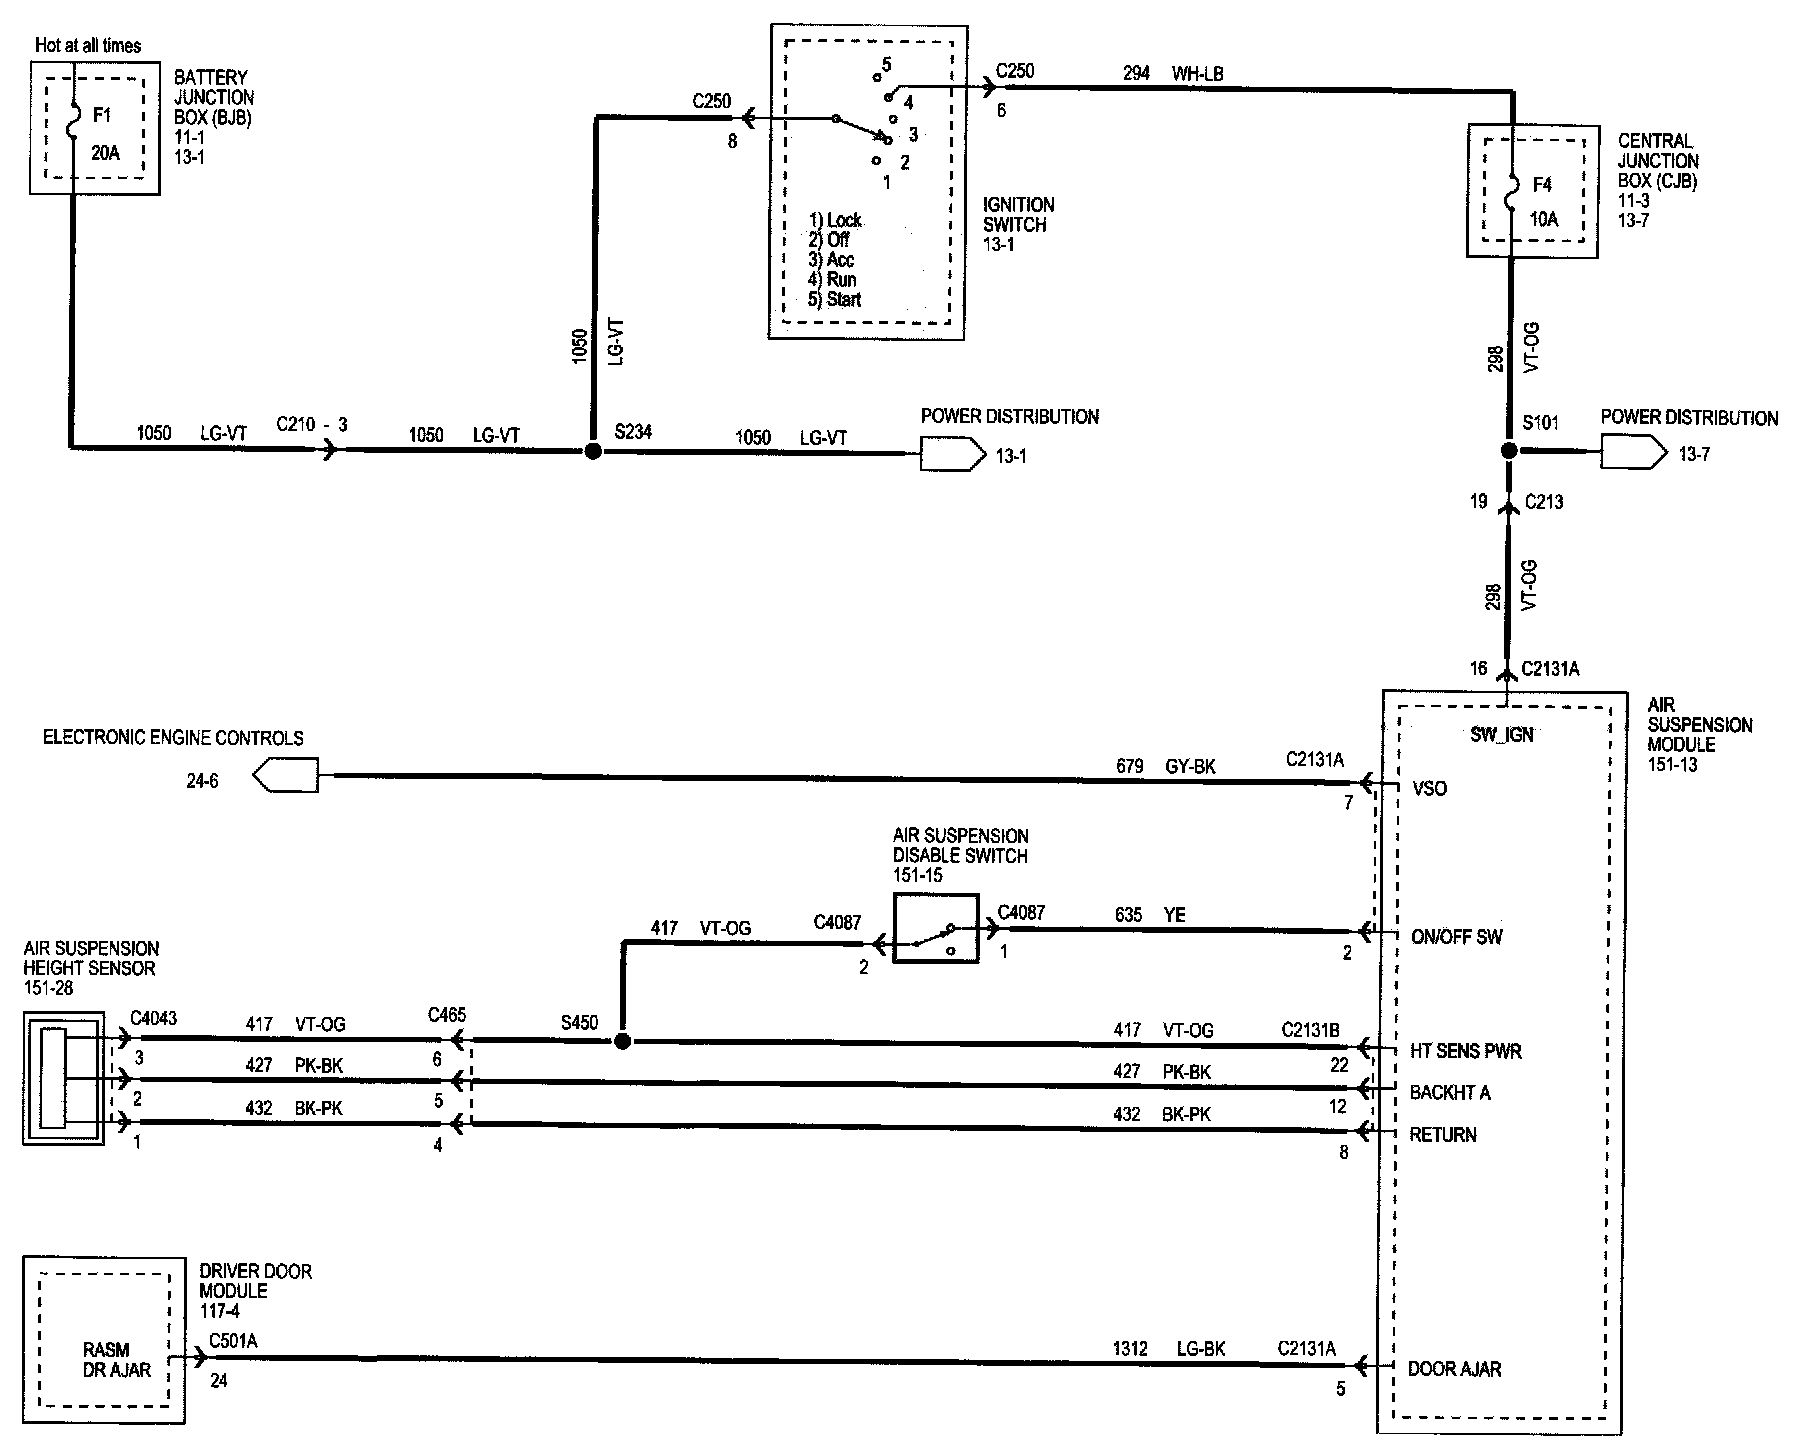 Hot at all times
F1
20A
BATTERY
JUNCTION
BOX (BJB)
11-1
13-1
C250
8
5
4
3
2
1
1) Lock
2) Off
3) Acc
4) Run
5) Start
IGNITION
SWITCH
13-1
C250
6
294 WH-LB
F4
10A
CENTRAL
JUNCTION
BOX (CJB)
11-3
13-7
1050
LG-VT
298
VT-OG
1050 LG-VT
C210 - 3
1050 LG-VT
S234
1050 LG-VT
POWER DISTRIBUTION
13-1
S101
POWER DISTRIBUTION
13-7
19
C213
298
VT-OG
16
C2131A
SW_IGN
AIR
SUSPENSION
MODULE
151-13
ELECTRONIC ENGINE CONTROLS
24-6
679 GY-BK
C2131A
7
VSO
AIR SUSPENSION
DISABLE SWITCH
151-15
417 VT-OG
C4087
2
C4087
1
635 YE
2
ON/OFF SW
AIR SUSPENSION
HEIGHT SENSOR
151-28
C4043
3
417 VT-OG
C465
6
S450
417 VT-OG
C2131B
22
HT SENS PWR
2
427 PK-BK
5
427 PK-BK
12
BACKHT A
1
432 BK-PK
4
432 BK-PK
8
RETURN
DRIVER DOOR
MODULE
117-4
RASM
DR AJAR
C501A
24
1312 LG-BK
C2131A
5
DOOR AJAR